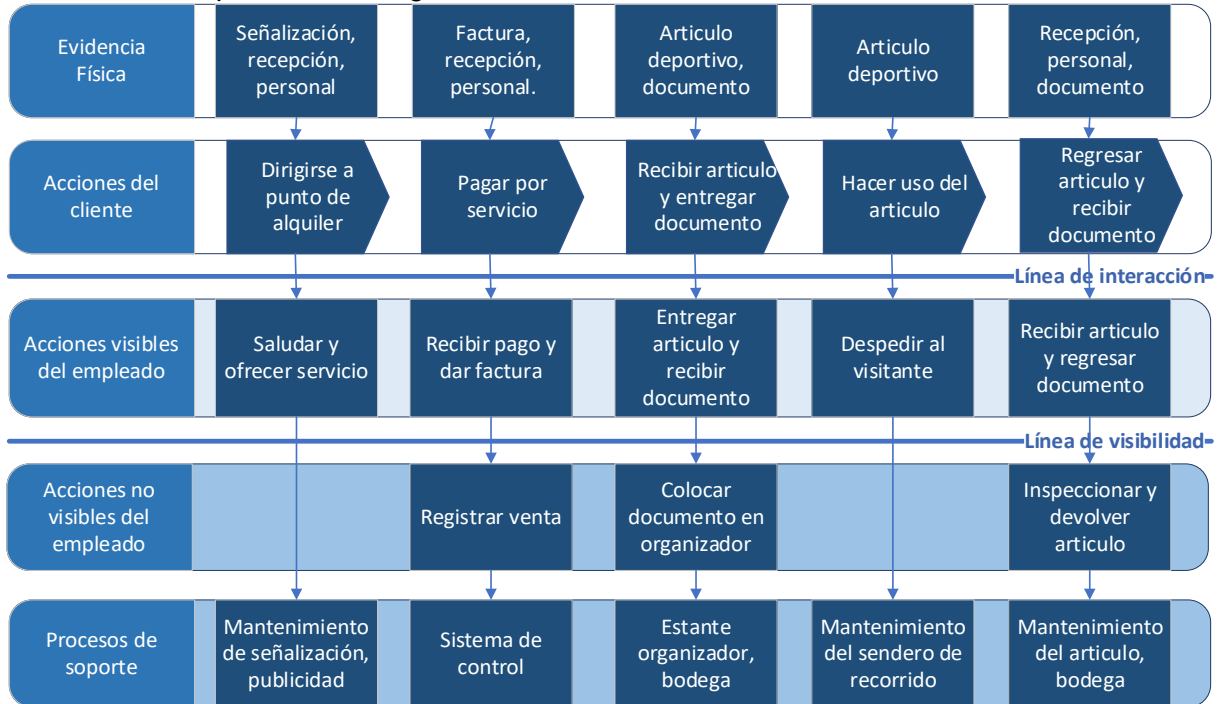 Evidencia
Física
Señalización,
recepción,
personal
Factura,
recepción,
personal.
Articulo
deportivo,
documento
Articulo
deportivo
Recepción,
personal,
documento
Acciones del
cliente
Dirigirse a
punto de
alquiler
Pagar por
servicio
Recibir articulo
y entregar
documento
Hacer uso del
articulo
Regresar
articulo y
recibir
documento
Línea de interacción
Acciones visibles
del empleado
Saludar y
ofrecer servicio
Recibir pago y
dar factura
Entregar
articulo y
recibir
documento
Despedir al
visitante
Recibir articulo
y regresar
documento
Línea de visibilidad
Acciones no
visibles del
empleado
Registrar venta
Colocar
documento en
organizador
Inspeccionar y
devolver
articulo
Procesos de
soporte
Mantenimiento
de señalización,
publicidad
Sistema de
control
Estante
organizador,
bodega
Mantenimiento
del sendero de
recorrido
Mantenimiento
del articulo,
bodega